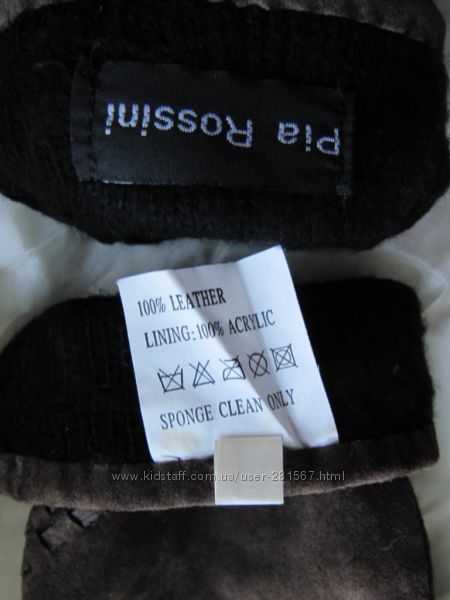 Pia Rossini
100% LEATHER
LINING: 100% ACRYLIC
SPONGE CLEAN ONLY
www.kidstaff.com.ua/user-281567.html